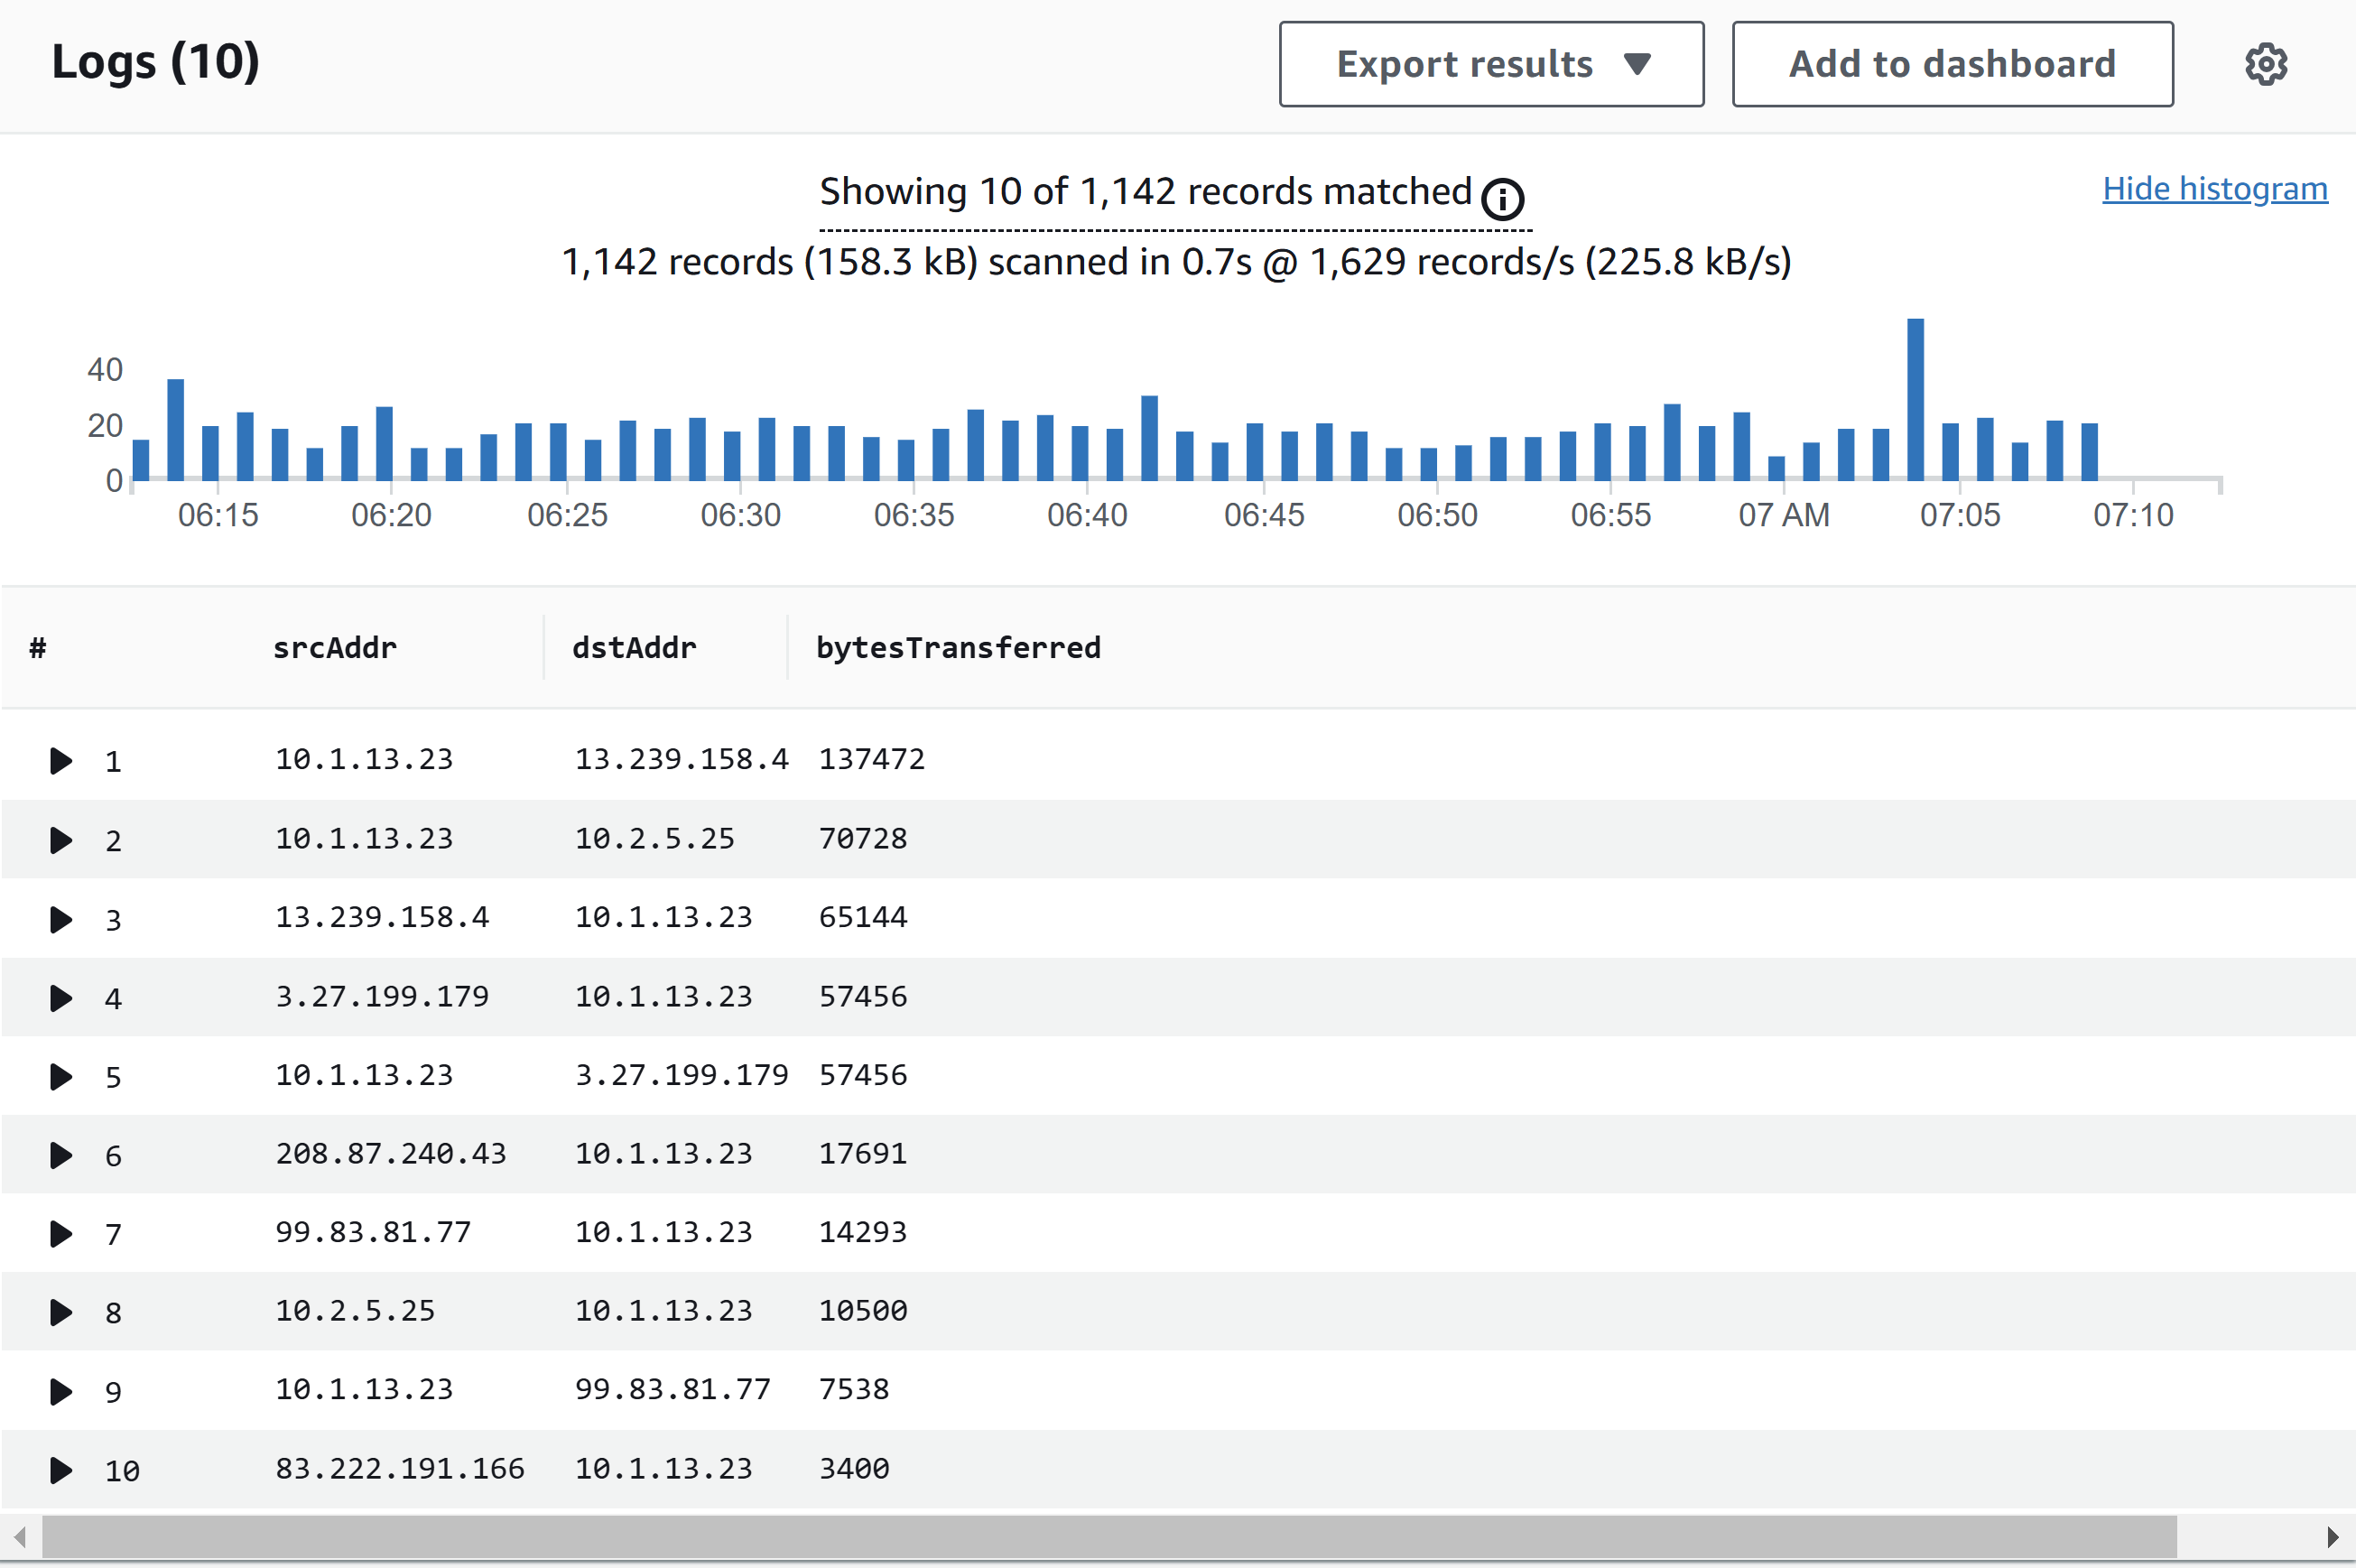 Logs (10)
Export results
Add to dashboard
Showing 10 of 1,142 records matched
Hide histogram
1,142 records (158.3 kB) scanned in 0.7s @ 1,629 records/s (225.8 kB/s)
40
20
0
06:15 06:20 06:25 06:30 06:35 06:40 06:45 06:50 06:55 07 AM 07:05 07:10
# srcAddr dstAddr bytesTransferred
1 10.1.13.23 13.239.158.4 137472
2 10.1.13.23 10.2.5.25 70728
3 13.239.158.4 10.1.13.23 65144
4 3.27.199.179 10.1.13.23 57456
5 10.1.13.23 3.27.199.179 57456
6 208.87.240.43 10.1.13.23 17691
7 99.83.81.77 10.1.13.23 14293
8 10.2.5.25 10.1.13.23 10500
9 10.1.13.23 99.83.81.77 7538
10 83.222.191.166 10.1.13.23 3400